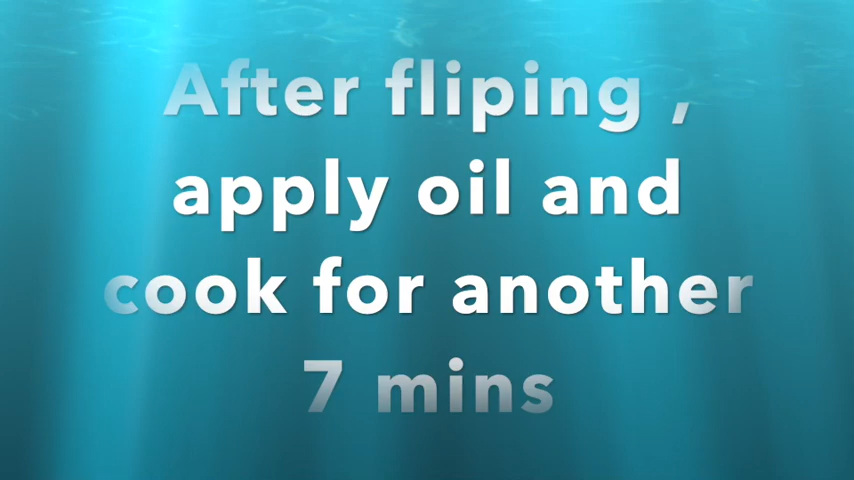 After fliping ,
apply oil and
cook for another
7 mins